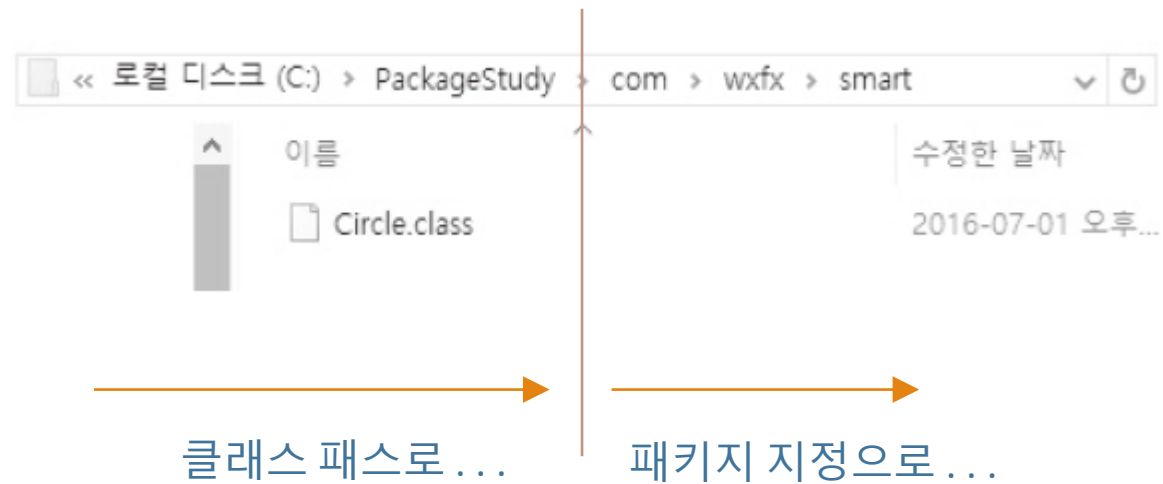 « 로컬 디스크 (C:) > PackageStudy > com > wxfx > smart
이름 수정한 날짜
Circle.class 2016-07-01 오후...
클래스 패스로 . . . 패키지 지정으로 . . .